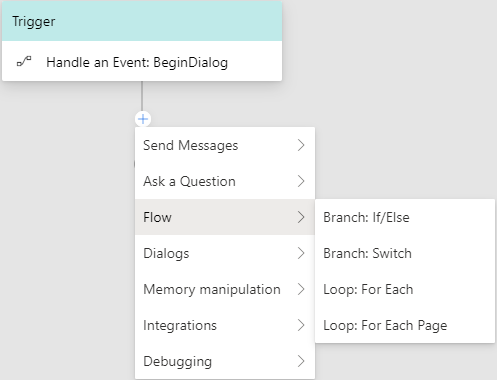 Trigger
Handle an Event: BeginDialog
Send Messages
Ask a Question
Flow
Branch: If/Else
Dialogs
Branch: Switch
Memory manipulation
Loop: For Each
Integrations
Loop: For Each Page
Debugging